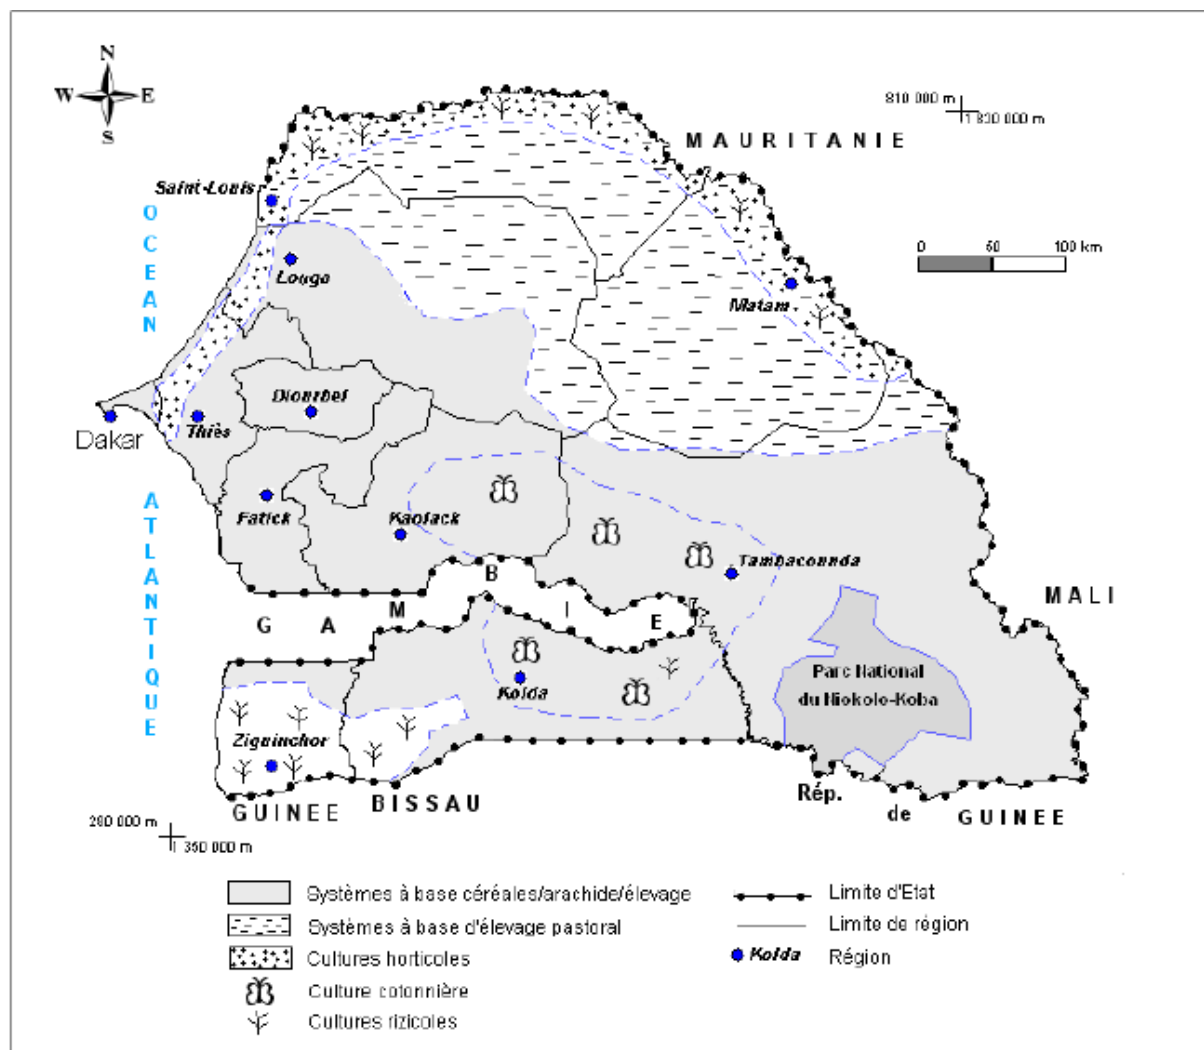 N
W E
S
810 000 m
1 830 000 m
MAURITANIE
Saint-Louis
OCEAN
0 50 100 km
Louga
Matam
Diourbel
Dakar
Thiès
ATLANTIQUE
Fatick
Kaolack
Tambacounda
GAMBIE
MALI
Parc National
du Niokolo-Koba
Kolda
Ziguinchor
GUINEE BISSAU
Rép. de GUINEE
280 000 m
1 350 000 m
Systèmes à base céréales/arachide/élevage
Limite d'Etat
Systèmes à base d'élevage pastoral
Limite de région
Cultures horticoles
Kolda
Région
Culture cotonnière
Cultures rizicoles